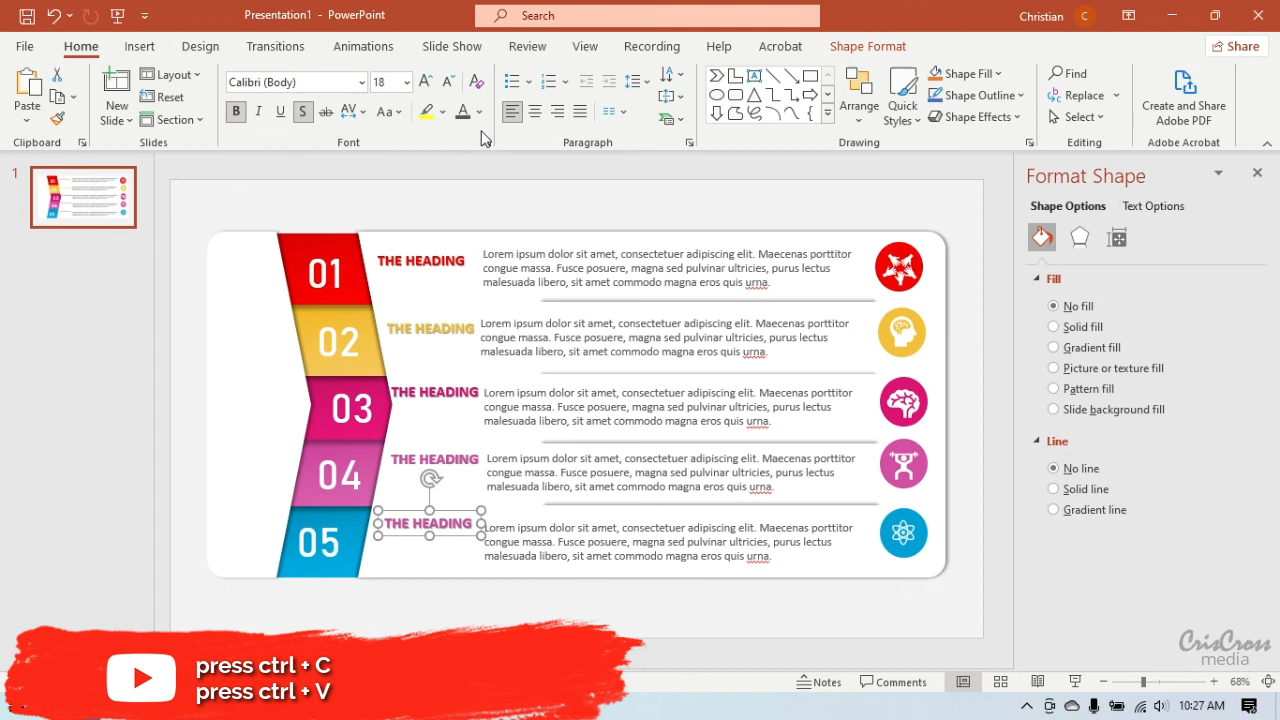 Presentation1 - PowerPoint
Search
Christian
C
File
Home
Insert
Design
Transitions
Animations
Slide Show
Review
View
Recording
Help
Acrobat
Shape Format
Share
Paste
Layout
Reset
Section
New
Slide
Calibri (Body)
18
B I U S ab AV Aa A
Arrange
Quick
Styles
Shape Fill
Shape Outline
Shape Effects
Find
Replace
Select
Create and Share
Adobe PDF
Clipboard
Slides
Font
Paragraph
Drawing
Editing
Adobe Acrobat
1
01
THE HEADING
Lorem ipsum dolor sit amet, consectetuer adipiscing elit. Maecenas porttitor
congue massa. Fusce posuere, magna sed pulvinar ultricies, purus lectus
malesuada libero, sit amet commodo magna eros quis urna.
02
THE HEADING
Lorem ipsum dolor sit amet, consectetuer adipiscing elit. Maecenas porttitor
congue massa. Fusce posuere, magna sed pulvinar ultricies, purus lectus
malesuada libero, sit amet commodo magna eros quis urna.
03
THE HEADING
Lorem ipsum dolor sit amet, consectetuer adipiscing elit. Maecenas porttitor
congue massa. Fusce posuere, magna sed pulvinar ultricies, purus lectus
malesuada libero, sit amet commodo magna eros quis urna.
04
THE HEADING
Lorem ipsum dolor sit amet, consectetuer adipiscing elit. Maecenas porttitor
congue massa. Fusce posuere, magna sed pulvinar ultricies, purus lectus
malesuada libero, sit amet commodo magna eros quis urna.
05
THE HEADING
Lorem ipsum dolor sit amet, consectetuer adipiscing elit. Maecenas porttitor
congue massa. Fusce posuere, magna sed pulvinar ultricies, purus lectus
malesuada libero, sit amet commodo magna eros quis urna.
Format Shape
Shape Options
Text Options
Fill
No fill
Solid fill
Gradient fill
Picture or texture fill
Pattern fill
Slide background fill
Line
No line
Solid line
Gradient line
CrisCross
media
press ctrl + C
press ctrl + V
Notes
Comments
68%
10:27 AM